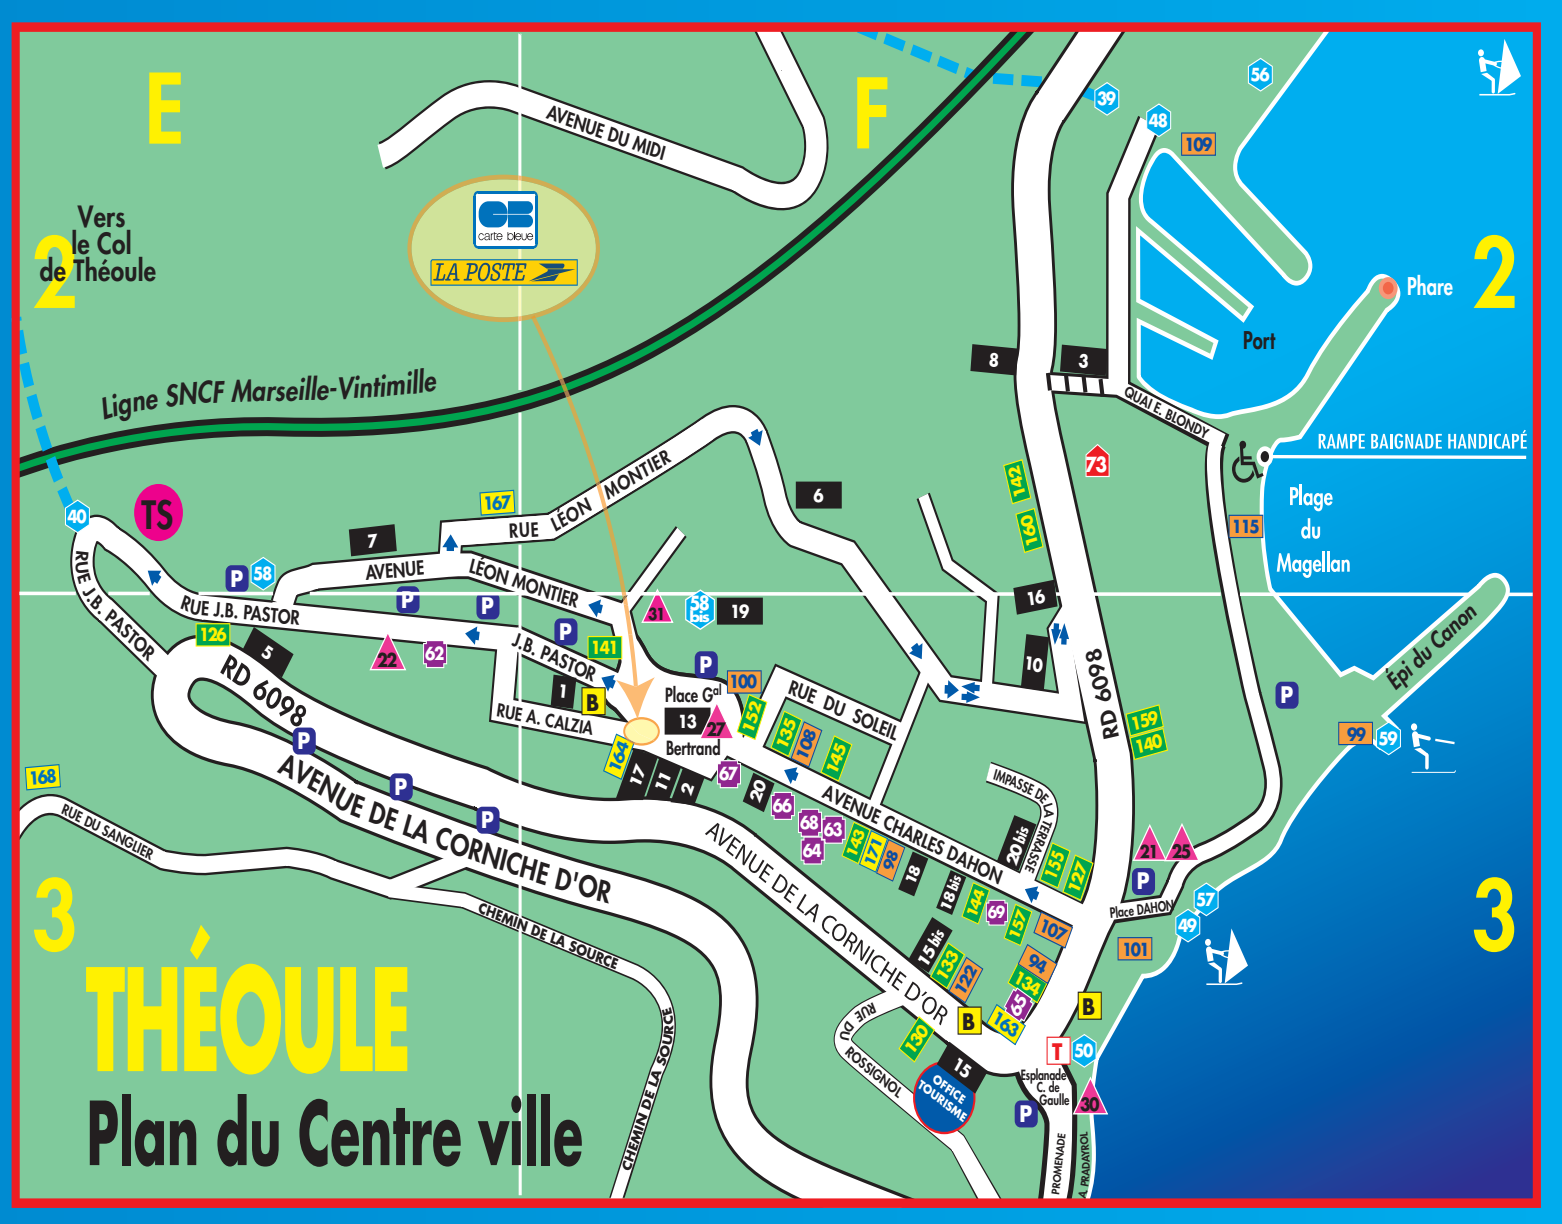 E
F
56
39
48
109
AVENUE DU MIDI
Vers
le Col
de Théoule
2
2
CB
carte bleue
LA POSTE
Phare
Port
8
3
Ligne SNCF Marseille-Vintimille
QUAI E. BLONDY
RAMPE BAIGNADE HANDICAPÉ
73
142
160
6
167
RUE LÉON MONTIER
Plage
du
Magellan
115
40
TS
7
AVENUE
LÉON MONTIER
P
58
P
P
P
RUE J.B. PASTOR
RUE J.B. PASTOR
J.B. PASTOR
126
5
22
62
141
31
58
bis
19
16
10
RD 6098
RD 6098
1
B
RUE A. CALZIA
P
100
Place Gal
13
27
Bertrand
152
RUE DU SOLEIL
135
108
145
164
17
11
2
67
20
66
68
63
64
143
171
98
18
AVENUE CHARLES DAHON
IMPASSE DE LA TERRASSE
20 bis
155
127
159
140
Épi du Canon
P
99
59
21
25
P
Place DAHON
57
49
101
18 bis
144
69
157
107
15 bis
133
122
94
134
65
163
B
B
P
P
P
168
RUE DU SANGLIER
AVENUE DE LA CORNICHE D'OR
AVENUE DE LA CORNICHE D'OR
CHEMIN DE LA SOURCE
CHEMIN DE LA SOURCE
RUE DU ROSSIGNOL
130
15
OFFICE
TOURISME
T
50
Esplanade
C. de
Gaulle
30
P
PROMENADE
A. PRADAYROL
3
3
THÉOULE
Plan du Centre ville